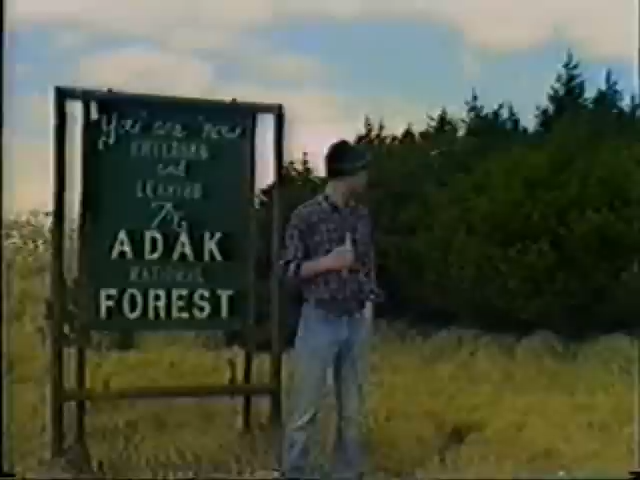 You are now
ENTERING
and
LEAVING
The
ADAK
NATIONAL
FOREST